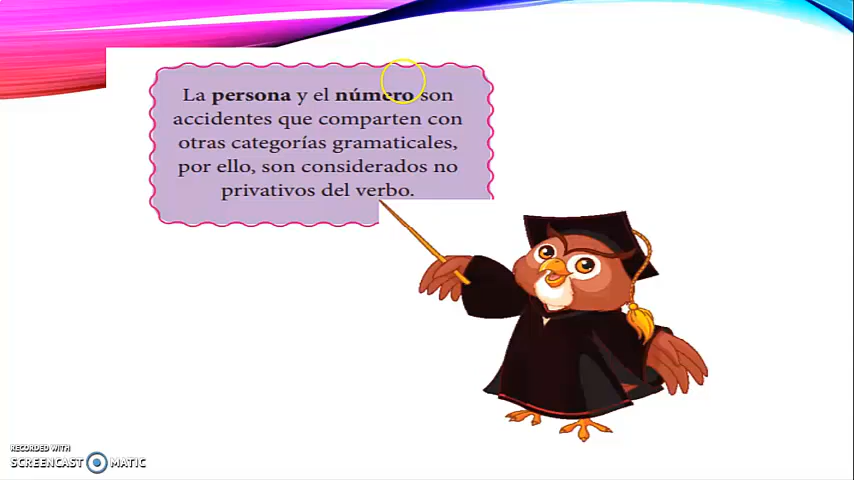 La persona y el número son
accidentes que comparten con
otras categorías gramaticales,
por ello, son considerados no
privativos del verbo.
RECORDED WITH
SCREENCAST MATIC